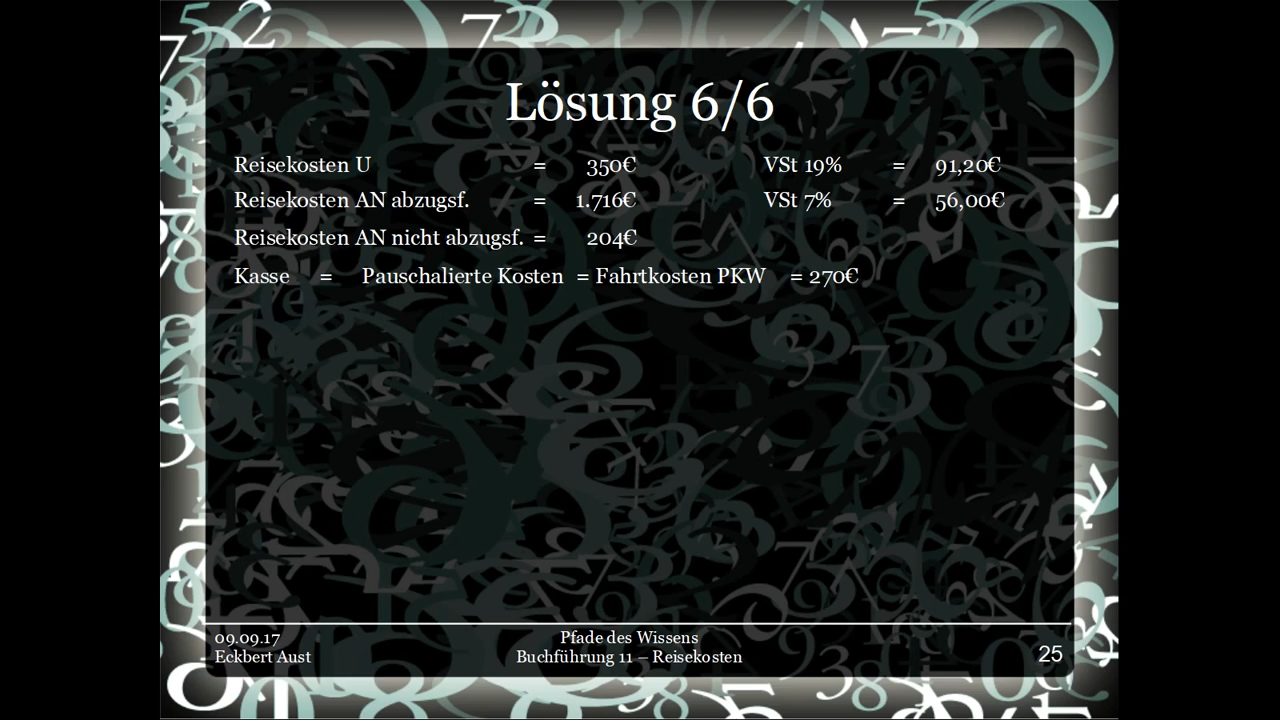 Lösung 6/6
Reisekosten U = 350€ VSt 19% = 91,20€
Reisekosten AN abzugsf. = 1.716€ VSt 7% = 56,00€
Reisekosten AN nicht abzugsf. = 204€
Kasse = Pauschalierte Kosten = Fahrtkosten PKW = 270€
09.09.17 Pfade des Wissens
Eckbert Aust Buchführung 11 – Reisekosten 25